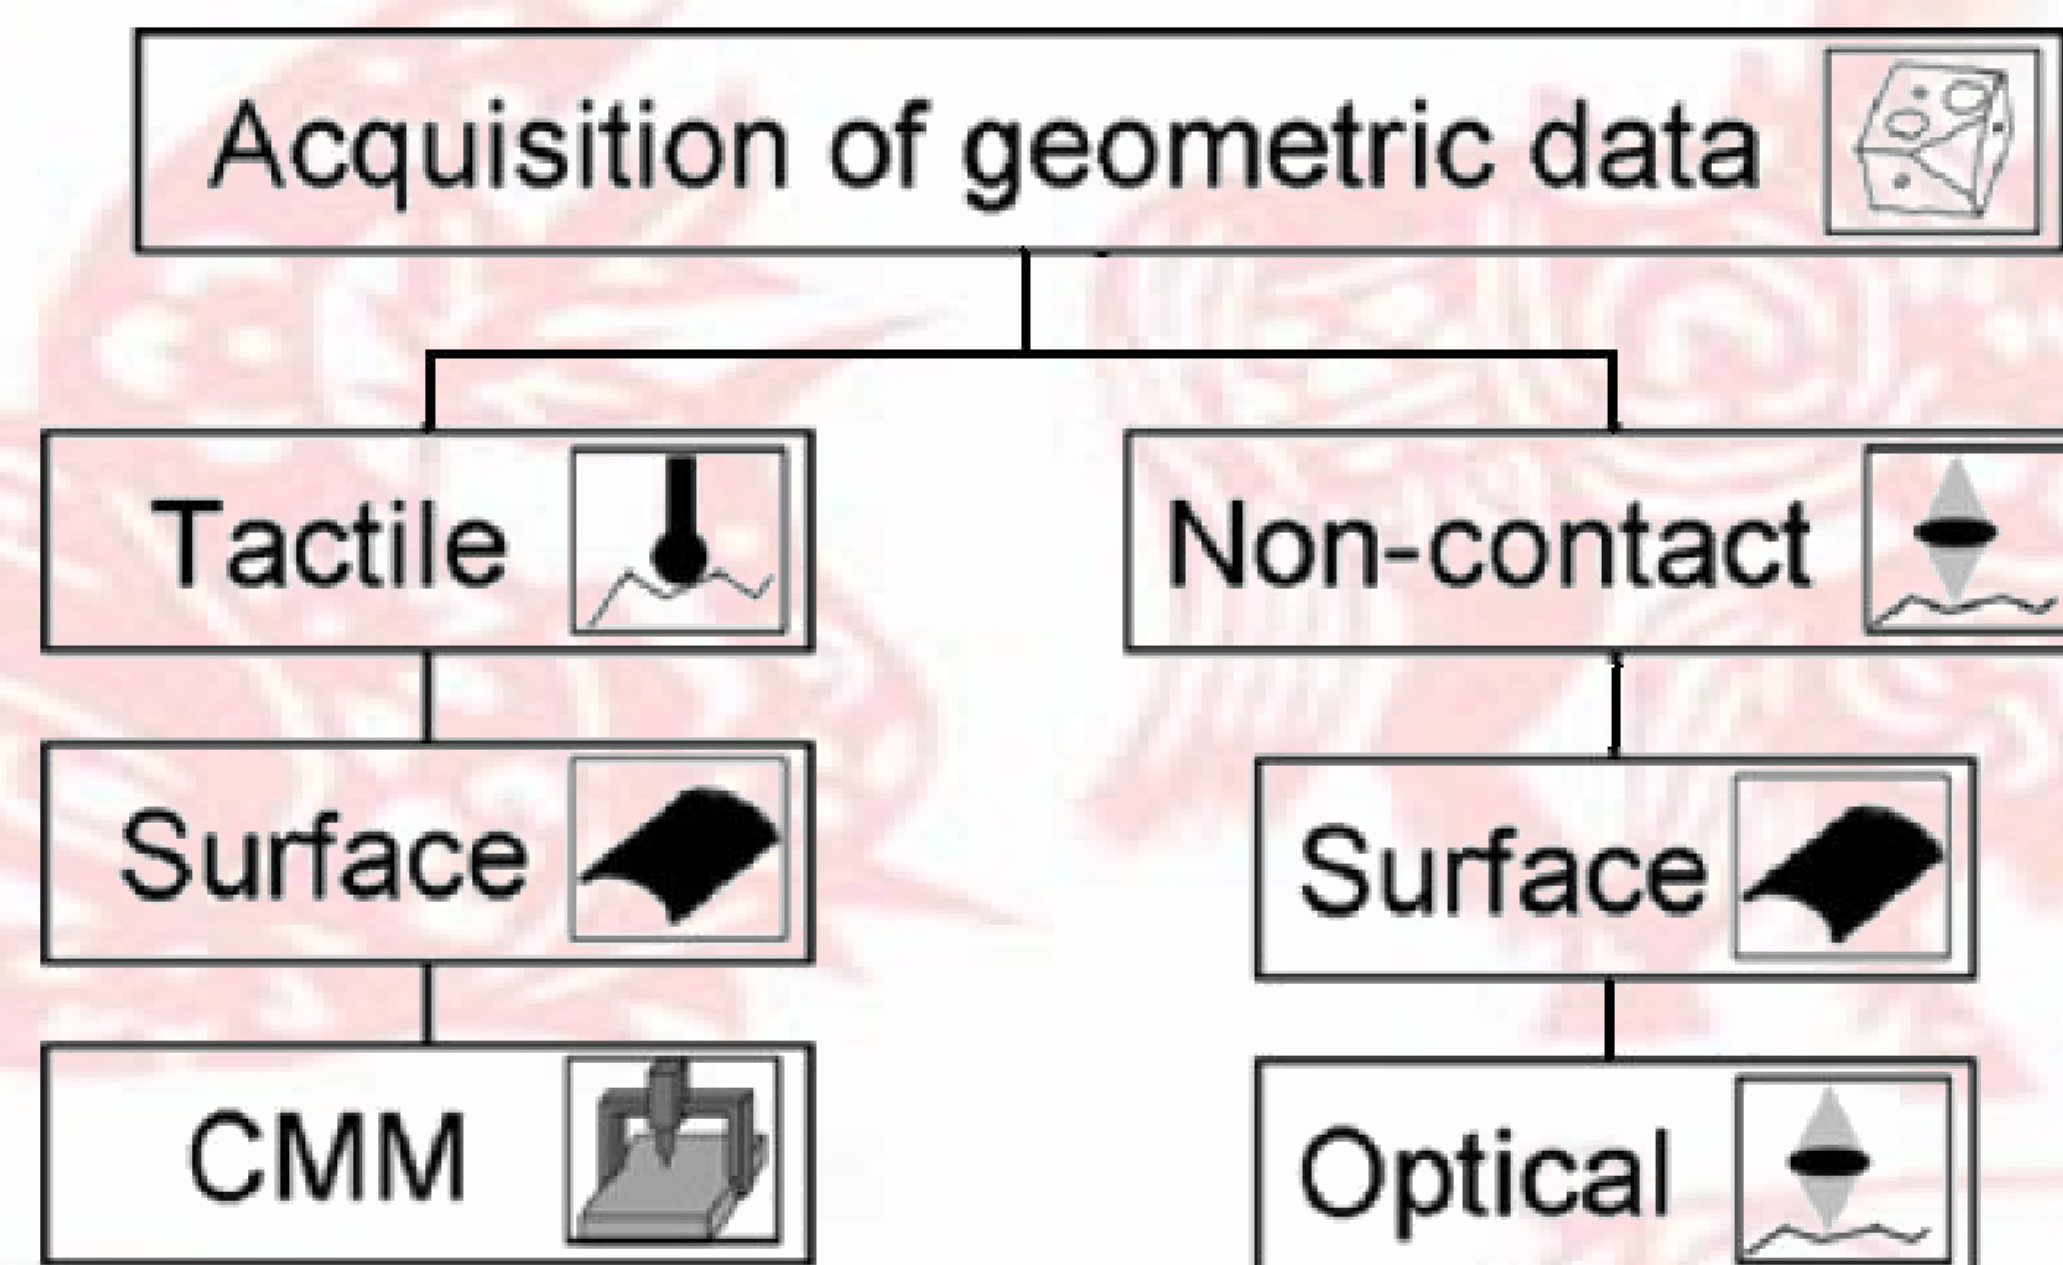 Acquisition of geometric data
Tactile
Non-contact
Surface
Surface
CMM
Optical